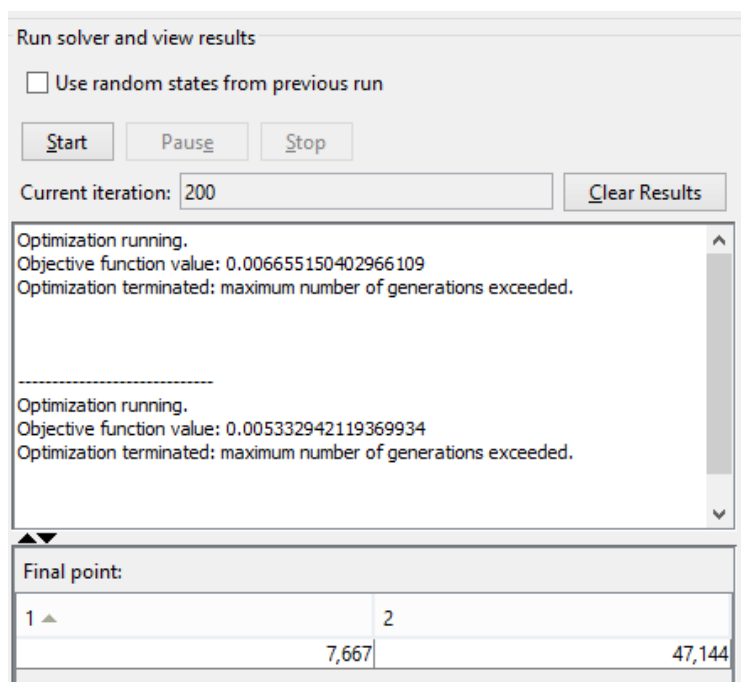 Run solver and view results
Use random states from previous run
Start Pause Stop
Current iteration: 200 Clear Results
Optimization running.
Objective function value: 0.006655150402966109
Optimization terminated: maximum number of generations exceeded.
------------------------------
Optimization running.
Objective function value: 0.005332942119369934
Optimization terminated: maximum number of generations exceeded.
Final point:
1 2
7,667 47,144